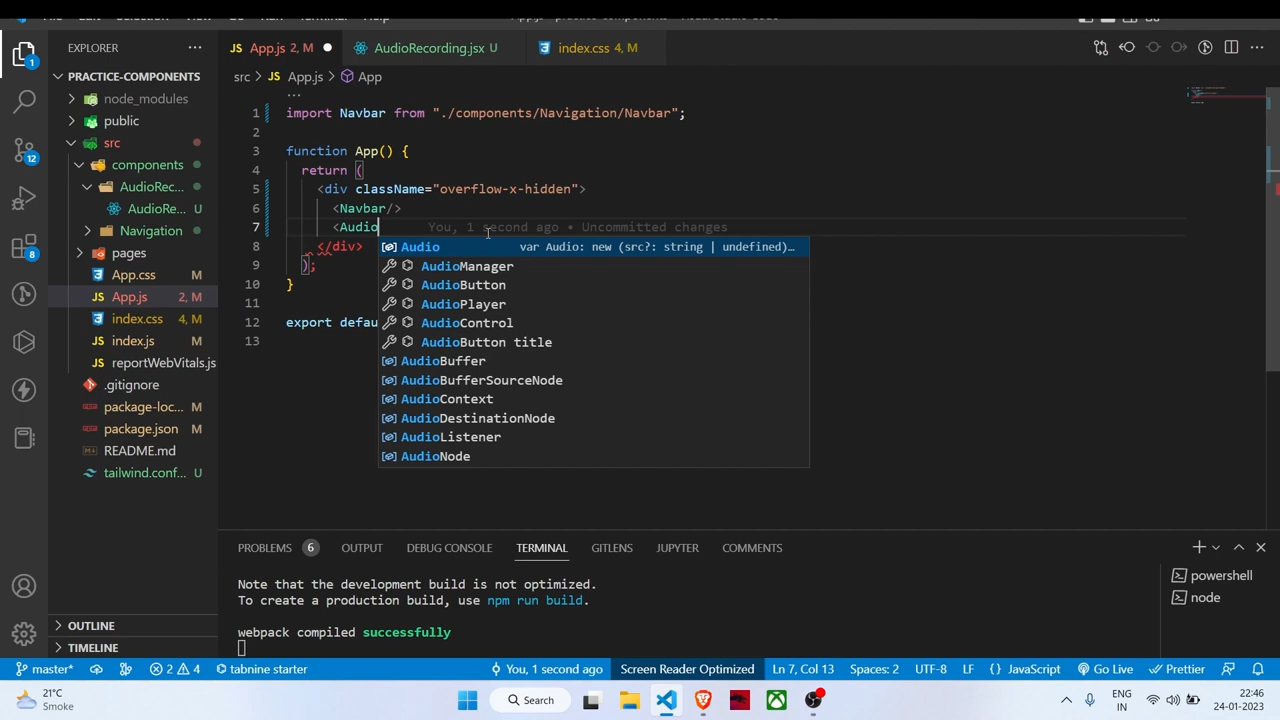 App.js 2, M
AudioRecording.jsx U
index.css 4, M
EXPLORER
PRACTICE-COMPONENTS
node_modules
public
src
components
AudioRec...
AudioRe... U
Navigation
pages
App.css M
App.js 2, M
index.css 4, M
index.js M
reportWebVitals.js
.gitignore
package-loc... M
package.json M
README.md
tailwind.conf... U
OUTLINE
TIMELINE
1
12
8
src > JS App.js > App
...
1 import Navbar from "./components/Navigation/Navbar";
2
3 function App() {
4 return (
5 <div className="overflow-x-hidden">
6 <Navbar/>
7 <Audio You, 1 second ago • Uncommitted changes
8 </div>
9 );
10 }
11
12 export defau
13
Audio var Audio: new (src?: string | undefined)...
AudioManager
AudioButton
AudioPlayer
AudioControl
AudioButton title
AudioBuffer
AudioBufferSourceNode
AudioContext
AudioDestinationNode
AudioListener
AudioNode
PROBLEMS 6 OUTPUT DEBUG CONSOLE TERMINAL GITLENS JUPYTER COMMENTS
Note that the development build is not optimized.
To create a production build, use npm run build.
webpack compiled successfully
powershell
node
master* 2 4 tabnine starter You, 1 second ago Screen Reader Optimized Ln 7, Col 13 Spaces: 2 UTF-8 LF {} JavaScript Go Live Prettier
21°C
Smoke
Search
ENG
IN
22:46
24-01-2023